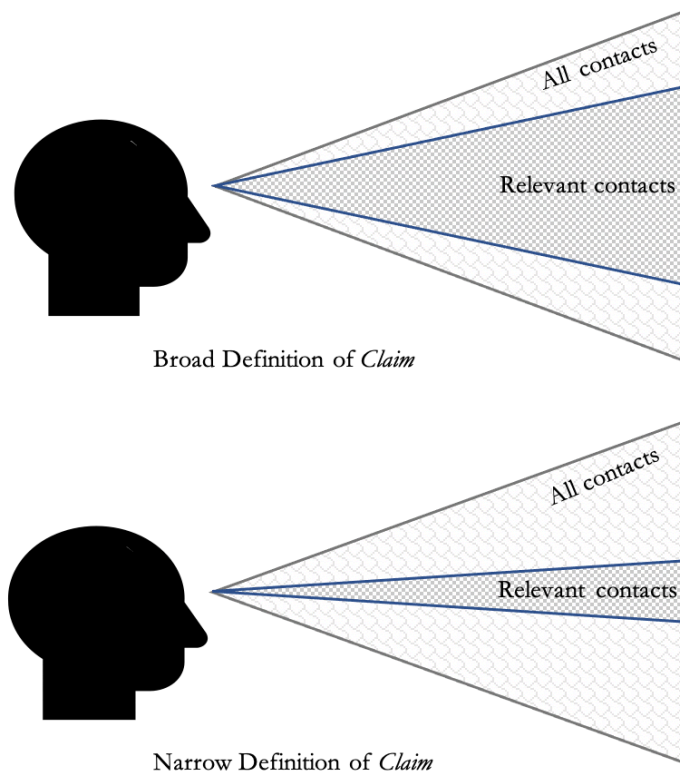 All contacts
Relevant contacts
Broad Definition of Claim
All contacts
Relevant contacts
Narrow Definition of Claim